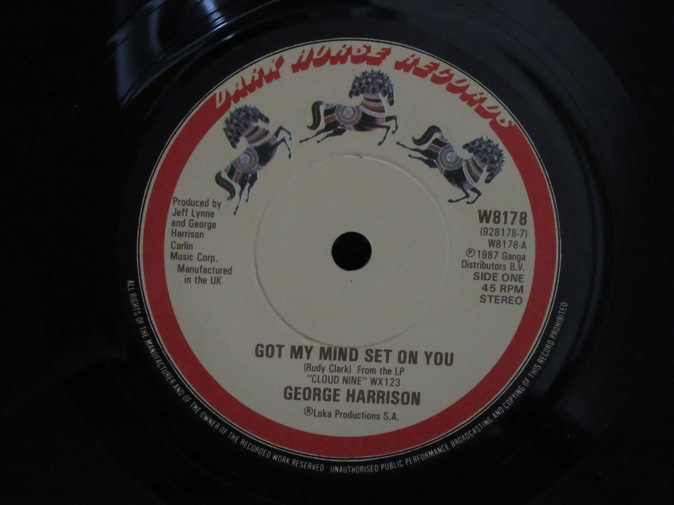 DARK HORSE RECORDS
Produced by
Jeff Lynne
and George
Harrison
Carlin
Music Corp.
Manufactured
in the UK
W8178
(928178-7)
W8178-A
℗1987 Ganga
Distributors B.V.
SIDE ONE
45 RPM
STEREO
GOT MY MIND SET ON YOU
(Rudy Clark) From the LP
"CLOUD NINE" WX123
GEORGE HARRISON
®Loka Productions S.A.
ALL RIGHTS OF THE MANUFACTURER AND OF THE OWNER OF THE RECORDED WORK RESERVED UNAUTHORISED PUBLIC PERFORMANCE BROADCASTING AND COPYING OF THIS RECORD PROHIBITED